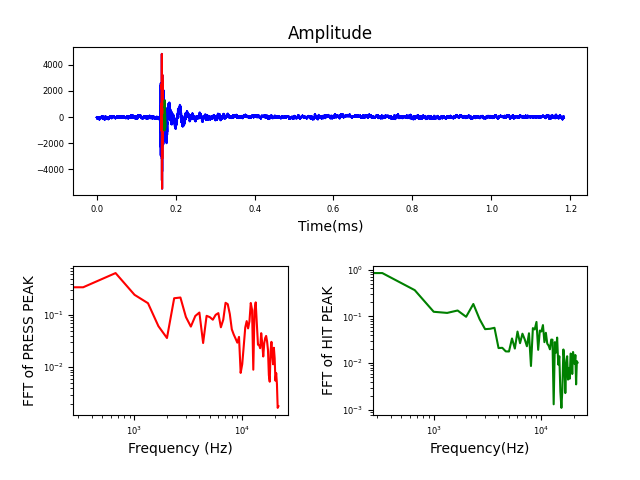 Amplitude
4000
2000
0
−2000
−4000
0.0 0.2 0.4 0.6 0.8 1.0 1.2
Time(ms)
FFT of PRESS PEAK
10⁻¹
10⁻²
10³ 10⁴
Frequency (Hz)
FFT of HIT PEAK
10⁰
10⁻¹
10⁻²
10⁻³
10³ 10⁴
Frequency(Hz)